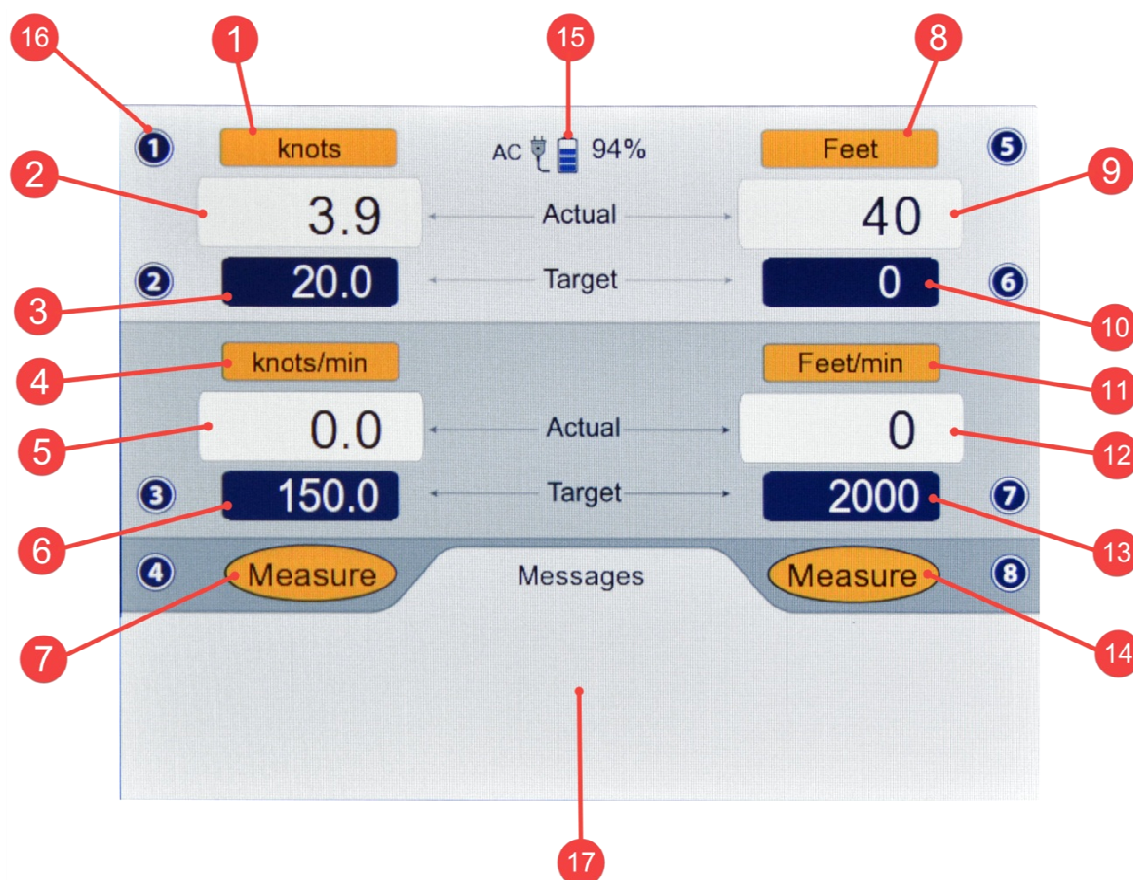 16 1 15 8
1 knots AC 94% Feet 5
2 3.9 Actual 40 9
2 20.0 Target 0 6
3 10
4 knots/min Feet/min 11
5 0.0 Actual 0 12
3 150.0 Target 2000 7
6 13
4 Measure Messages Measure 8
7 14
17